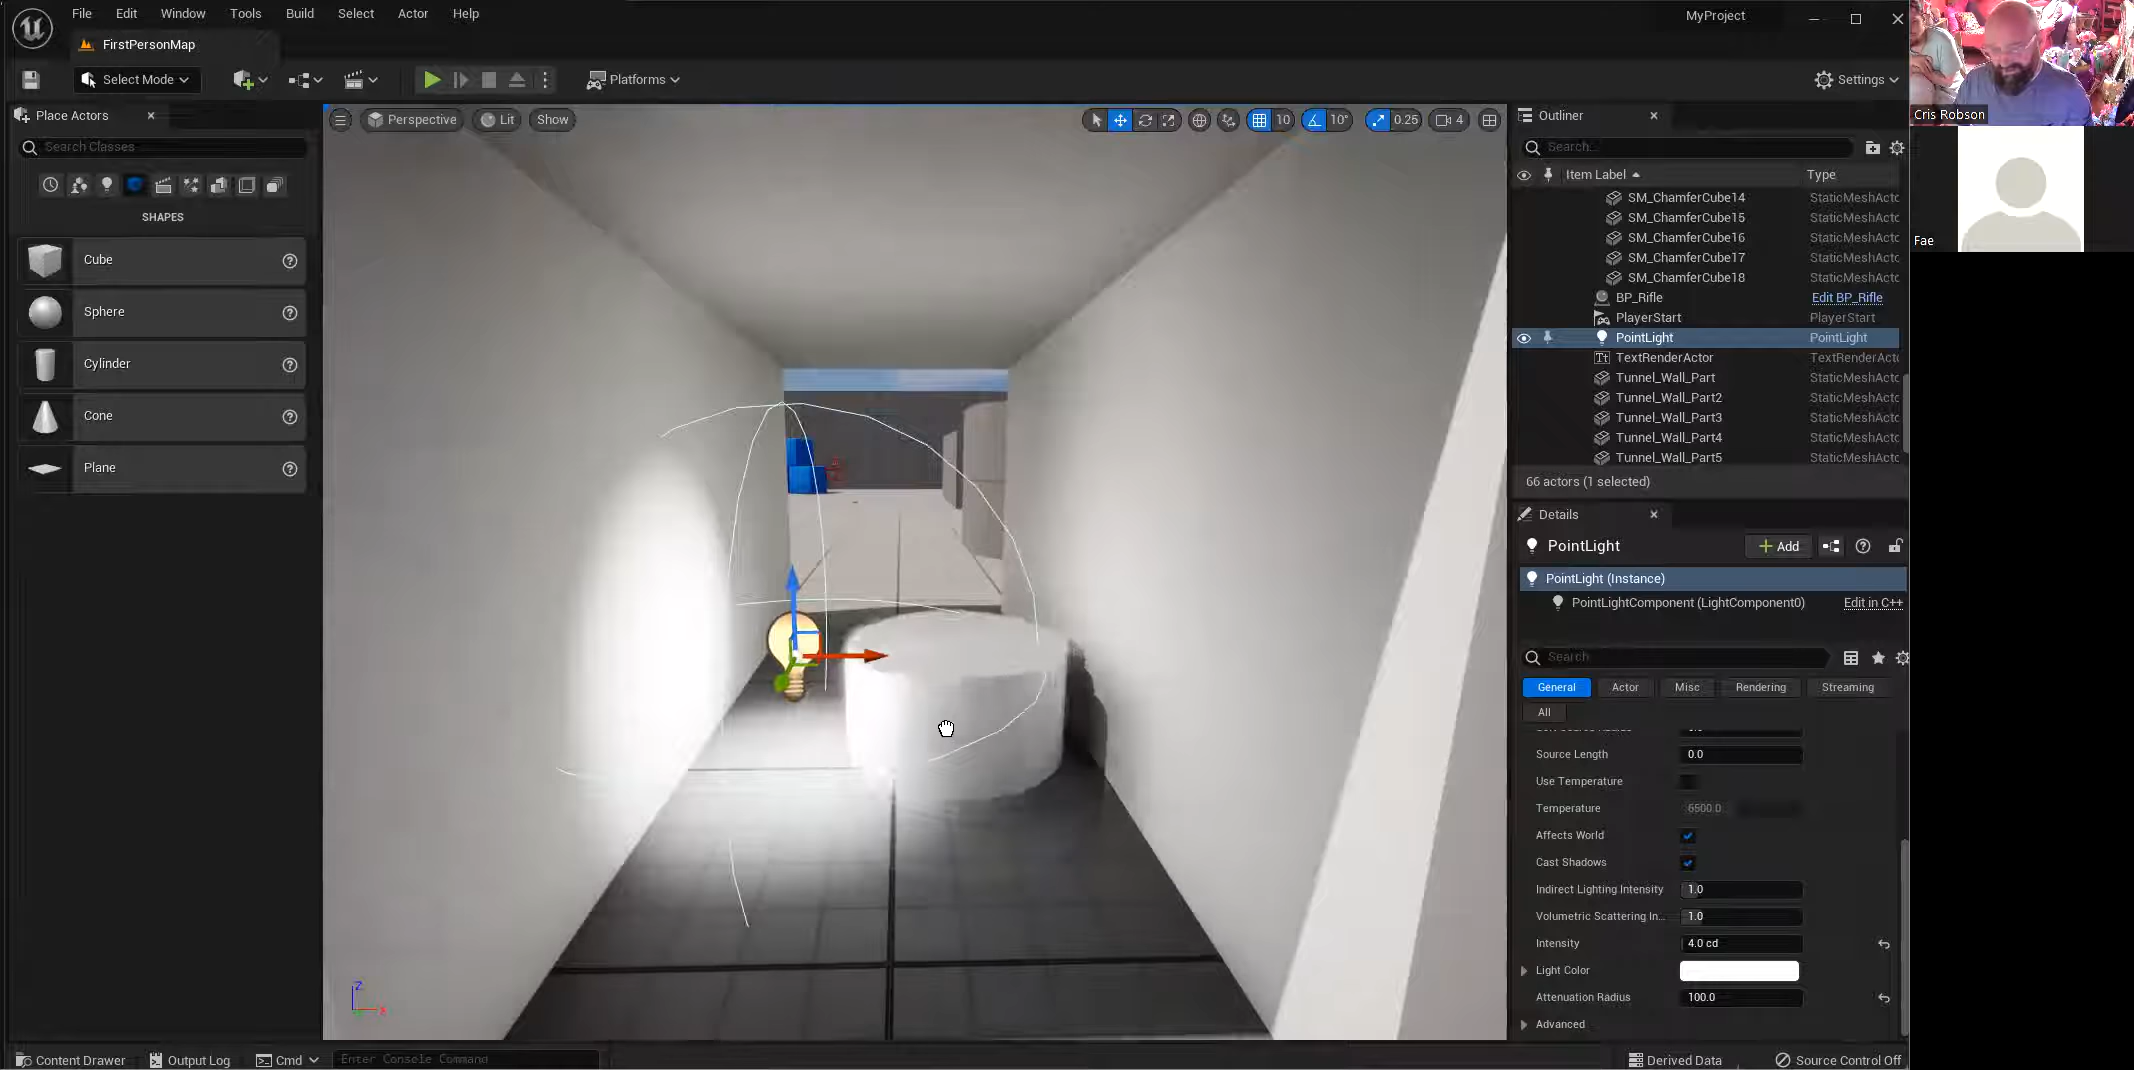 File Edit Window Tools Build Select Actor Help
MyProject
FirstPersonMap
Select Mode
Platforms
Settings
Place Actors
Search Classes
SHAPES
Cube
Sphere
Cylinder
Cone
Plane
Perspective
Lit
Show
10
10°
0.25
4
Outliner
Search...
Item Label
Type
SM_ChamferCube14 StaticMeshActo
SM_ChamferCube15 StaticMeshActo
SM_ChamferCube16 StaticMeshActo
SM_ChamferCube17 StaticMeshActo
SM_ChamferCube18 StaticMeshActo
BP_Rifle Edit BP_Rifle
PlayerStart PlayerStart
PointLight PointLight
TextRenderActor TextRenderActo
Tunnel_Wall_Part StaticMeshActo
Tunnel_Wall_Part2 StaticMeshActo
Tunnel_Wall_Part3 StaticMeshActo
Tunnel_Wall_Part4 StaticMeshActo
Tunnel_Wall_Part5 StaticMeshActo
66 actors (1 selected)
Details
PointLight
Add
PointLight (Instance)
PointLightComponent (LightComponent0) Edit in C++
Search
General Actor Misc Rendering Streaming
All
Source Length 0.0
Use Temperature
Temperature 6500.0
Affects World
Cast Shadows
Indirect Lighting Intensity 1.0
Volumetric Scattering In... 1.0
Intensity 4.0 cd
Light Color
Attenuation Radius 100.0
Advanced
Z
X
Content Drawer
Output Log
Cmd
Enter Console Command
Derived Data
Source Control Off
Cris Robson
Fae